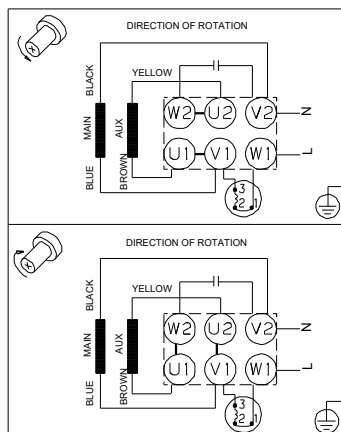 DIRECTION OF ROTATION
BLACK
YELLOW
MAIN
AUX
W2 U2 V2
N
U1 V1 W1
L
BLUE
BROWN
3
2 1
DIRECTION OF ROTATION
BLACK
YELLOW
MAIN
AUX
W2 U2 V2
N
U1 V1 W1
L
BLUE
BROWN
3
2 1